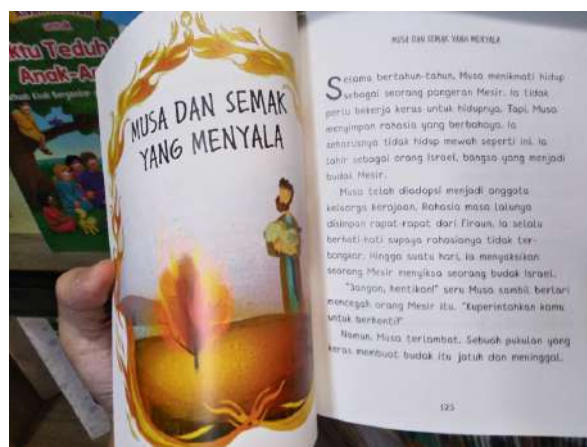 untuk
ktu Teduh
Anak-An
MUSA DAN SEMAK
YANG MENYALA
MUSA DAN SEMAK YANG MENYALA
Selama bertahun-tahun, Musa menikmati hidup
sebagai seorang pangeran Mesir. Ia tidak
perlu bekerja keras untuk hidupnya. Tapi, Musa
menyimpan rahasia yang berbahaya. Ia
seharusnya tidak hidup mewah seperti ini. Ia
lahir sebagai orang Israel, bangsa yang menjadi
budak Mesir.
Musa telah diadopsi menjadi anggota
keluarga kerajaan. Rahasia masa lalunya
disimpan rapat-rapat dari Firaun. Ia selalu
berhati-hati supaya rahasianya tidak ter-
bongkar. Hingga suatu hari, ia menyaksikan
seorang Mesir menyiksa seorang budak Israel.
"Jangan, hentikan!" seru Musa sambil berlari
mencegah orang Mesir itu. "Kuperintahkan kamu
untuk berhenti!"
Namun, Musa terlambat. Sebuah pukulan yang
keras membuat budak itu jatuh dan meninggal.
123